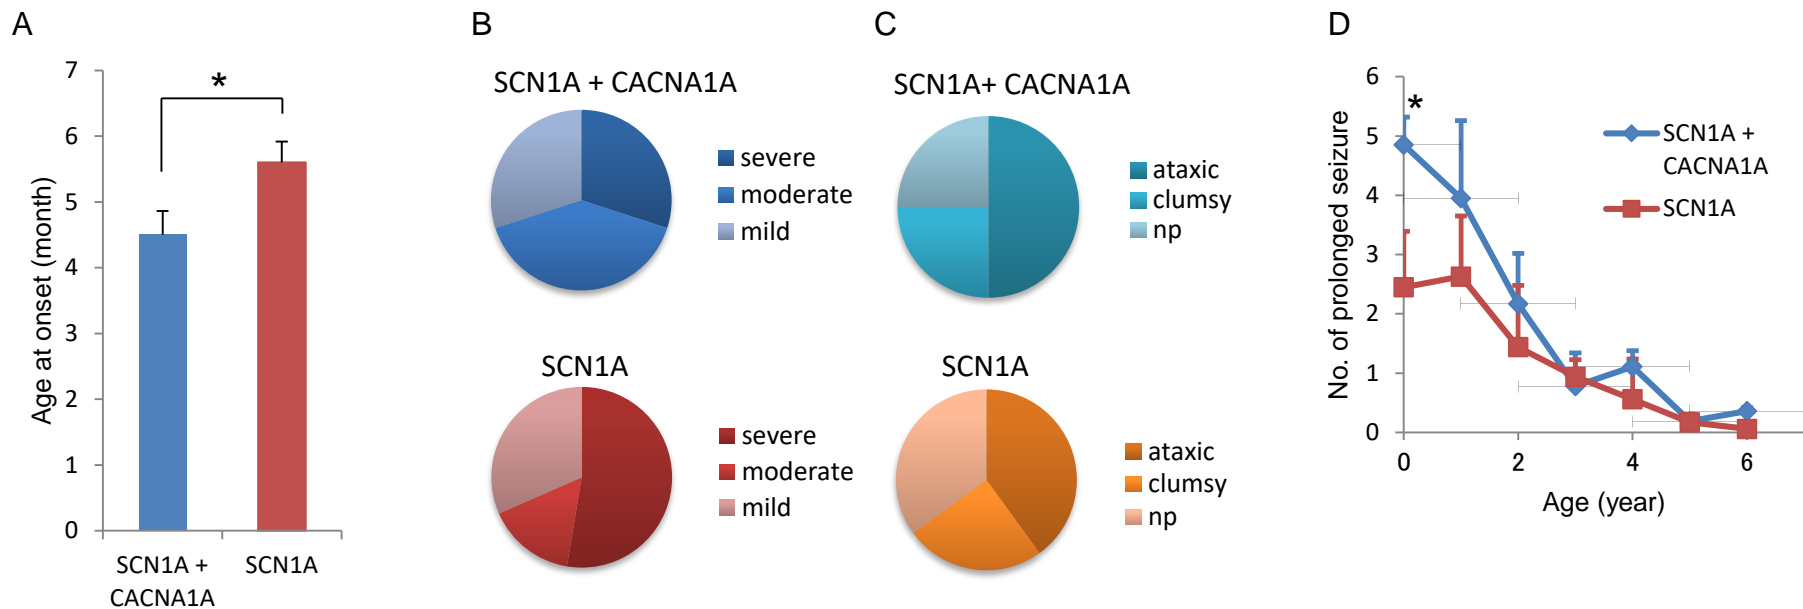 A
7
6
5
4
3
2
1
0
Age at onset (month)
*
SCN1A +
CACNA1A
SCN1A
B
SCN1A + CACNA1A
severe
moderate
mild
SCN1A
severe
moderate
mild
C
SCN1A+ CACNA1A
ataxic
clumsy
np
SCN1A
ataxic
clumsy
np
D
6
5
4
3
2
1
0
No. of prolonged seizure
*
SCN1A +
CACNA1A
SCN1A
0 2 4 6
Age (year)